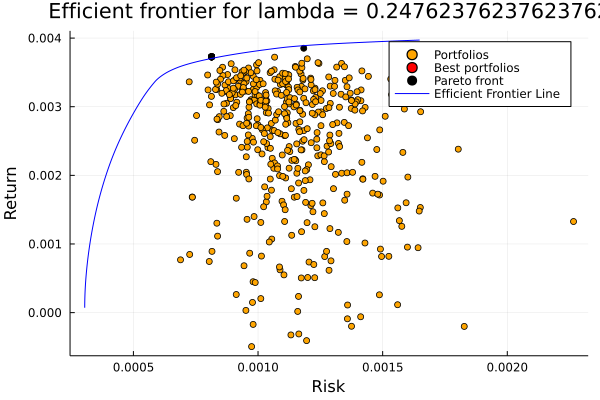 Efficient frontier for lambda = 0.2476237623762376
Return
0.004
0.003
0.002
0.001
0.000
Portfolios
Best portfolios
Pareto front
Efficient Frontier Line
0.0005 0.0010 0.0015 0.0020
Risk